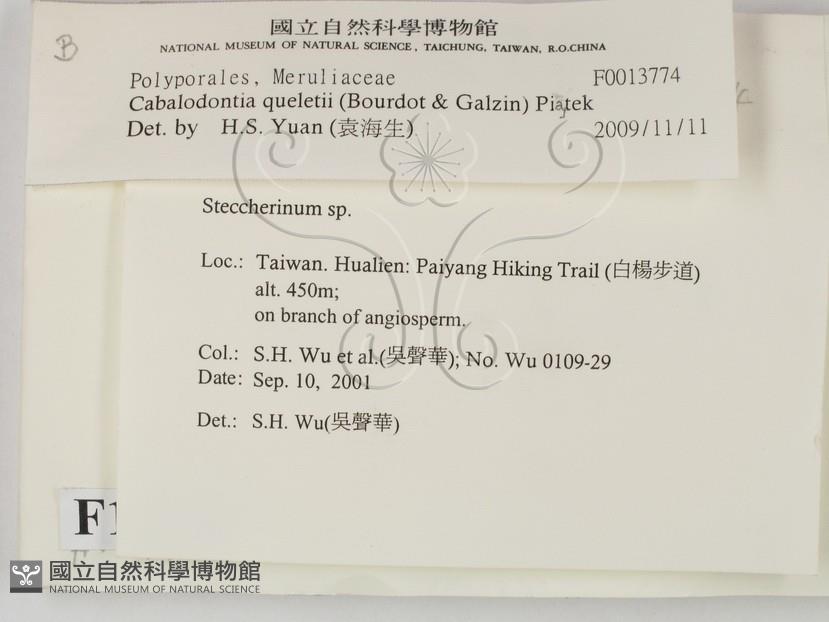 B
國立自然科學博物館
NATIONAL MUSEUM OF NATURAL SCIENCE, TAICHUNG, TAIWAN, R.O.CHINA
Polyporales, Meruliaceae F0013774
Cabalodontia queletii (Bourdot & Galzin) Piątek
Det. by H.S. Yuan (袁海生) 2009/11/11
Steccherinum sp.
Loc.: Taiwan. Hualien: Paiyang Hiking Trail (白楊步道)
alt. 450m;
on branch of angiosperm.
Col.: S.H. Wu et al.(吳聲華); No. Wu 0109-29
Date: Sep. 10, 2001
Det.: S.H. Wu(吳聲華)
F1
國立自然科學博物館
NATIONAL MUSEUM OF NATURAL SCIENCE